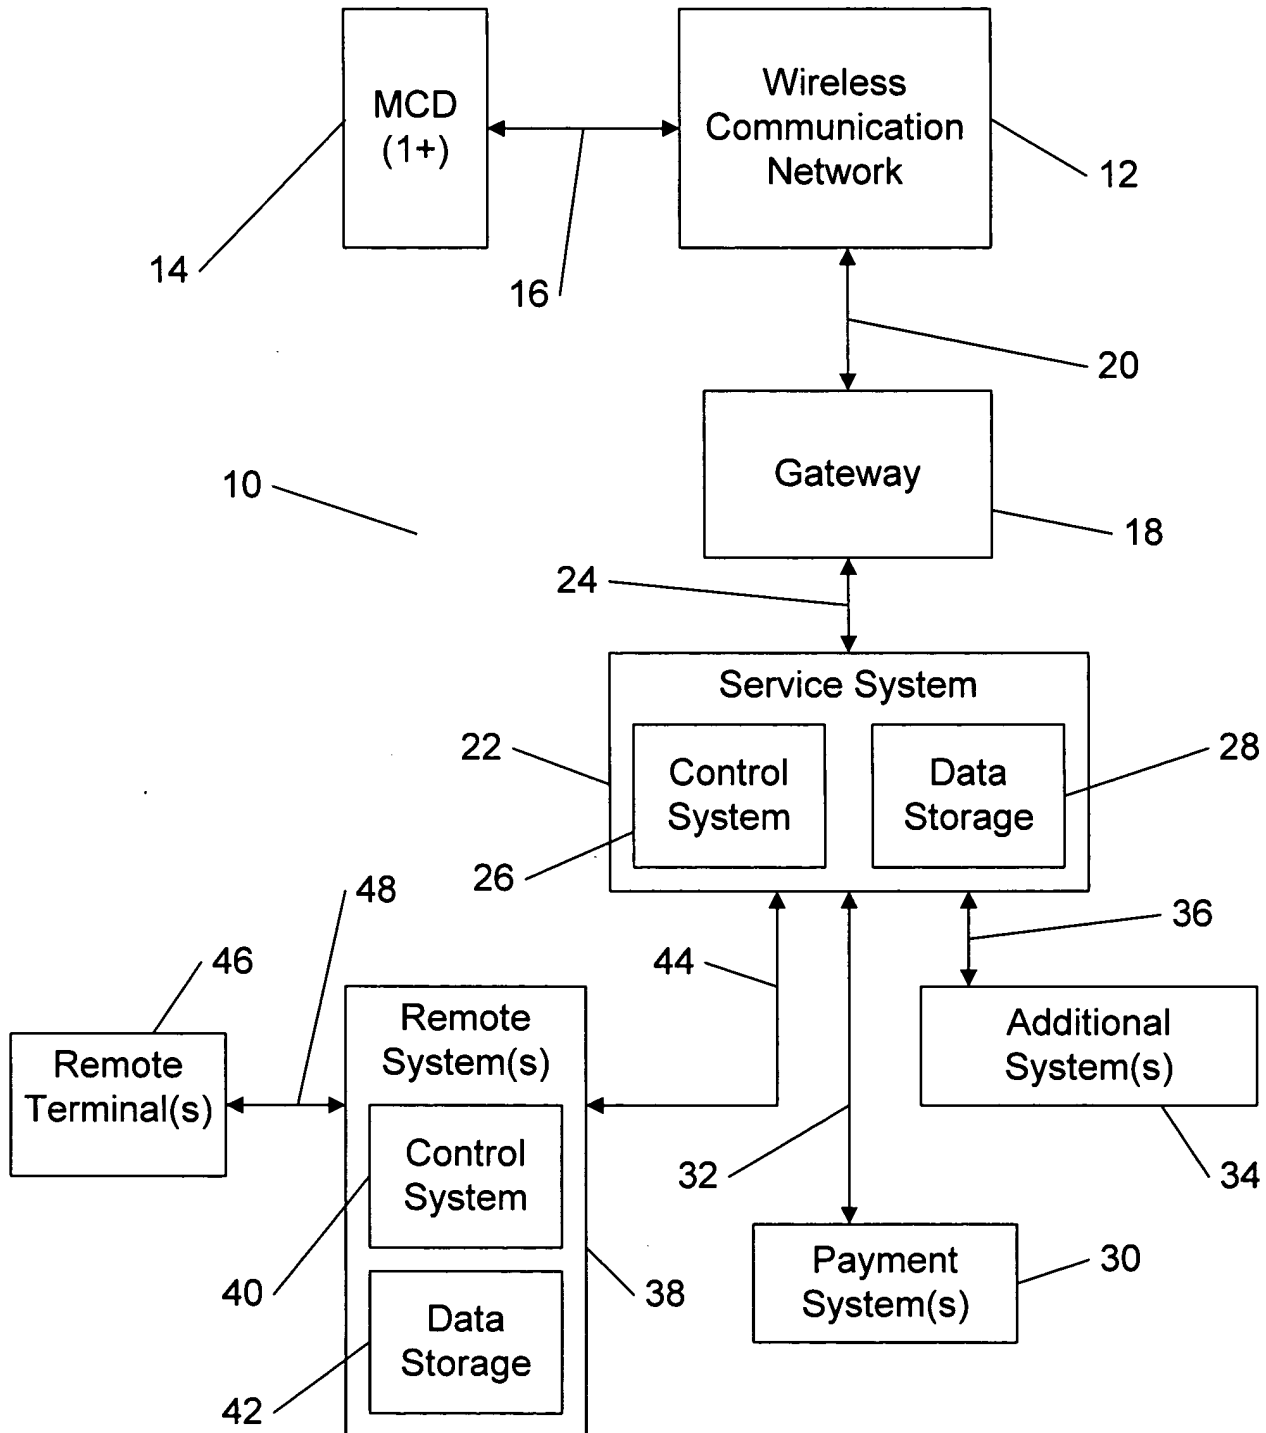 MCD
(1+)
Wireless
Communication
Network
12
14
16
20
Gateway
10
18
24
Service System
22
Control
System
Data
Storage
28
26
48
36
46
44
Remote
Terminal(s)
Remote
System(s)
Additional
System(s)
Control
System
32
34
40
38
Payment
System(s)
30
Data
Storage
42